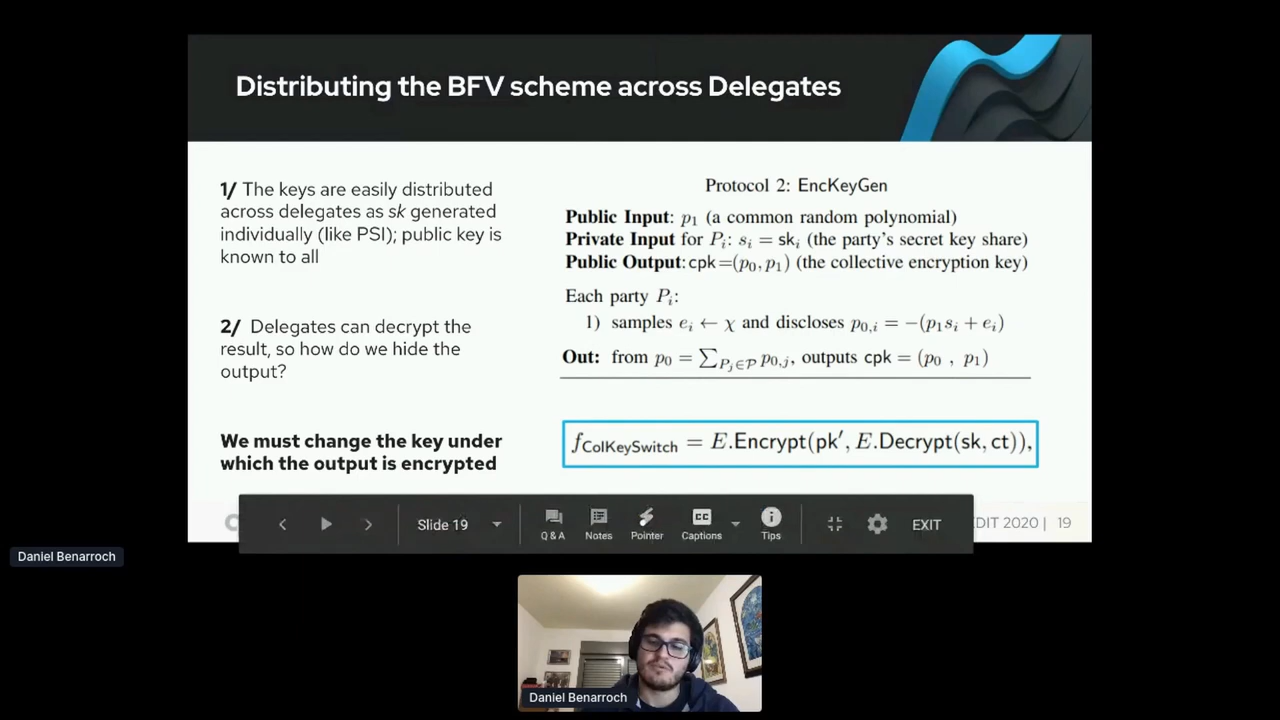 Distributing the BFV scheme across Delegates
1/ The keys are easily distributed
across delegates as sk generated
individually (like PSI); public key is
known to all
2/ Delegates can decrypt the
result, so how do we hide the
output?
We must change the key under
which the output is encrypted
Protocol 2: EncKeyGen
Public Input: p₁ (a common random polynomial)
Private Input for Pᵢ: sᵢ = skᵢ (the party's secret key share)
Public Output: cpk=(p₀, p₁) (the collective encryption key)
Each party Pᵢ:
1) samples eᵢ ← χ and discloses p₀,ᵢ = −(p₁sᵢ + eᵢ)
Out: from p₀ = ∑_{Pⱼ∈𝒫} p₀,ⱼ, outputs cpk = (p₀ , p₁)
f_ColKeySwitch = E.Encrypt(pk′, E.Decrypt(sk, ct)),
Slide 19
Q & A
Notes
Pointer
CC
Captions
Tips
EXIT
DIT 2020 | 19
Daniel Benarroch
Daniel Benarroch